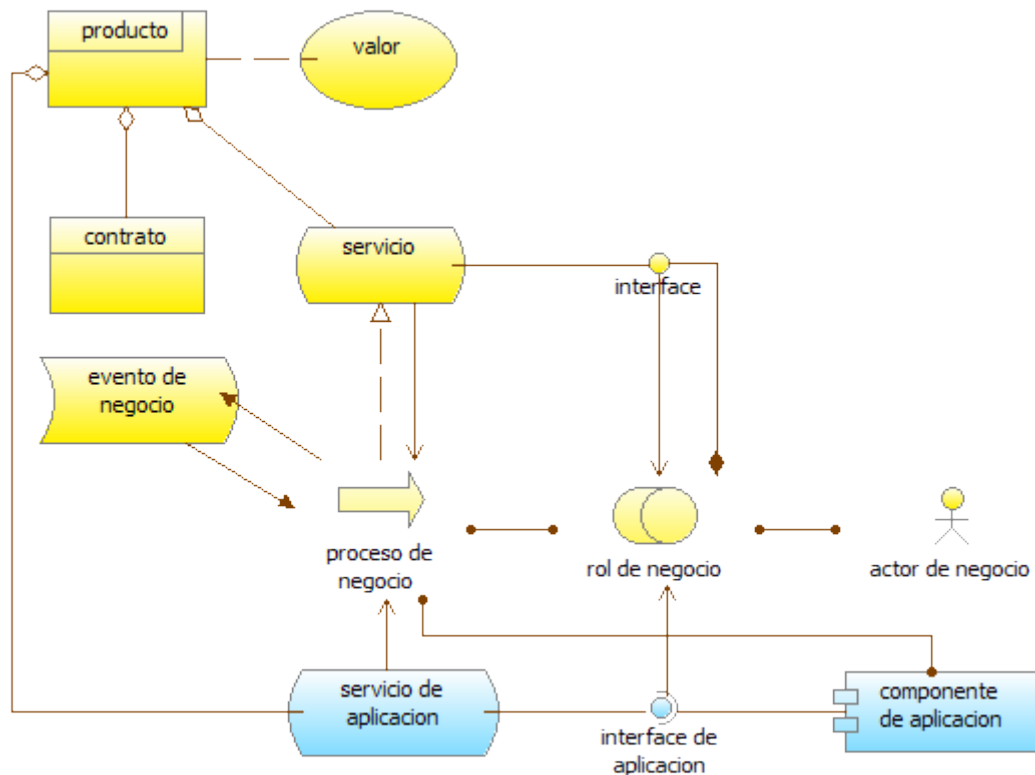 producto
valor
contrato
servicio
interface
evento de
negocio
proceso de
negocio
rol de negocio
actor de negocio
servicio de
aplicacion
interface de
aplicacion
componente
de aplicacion